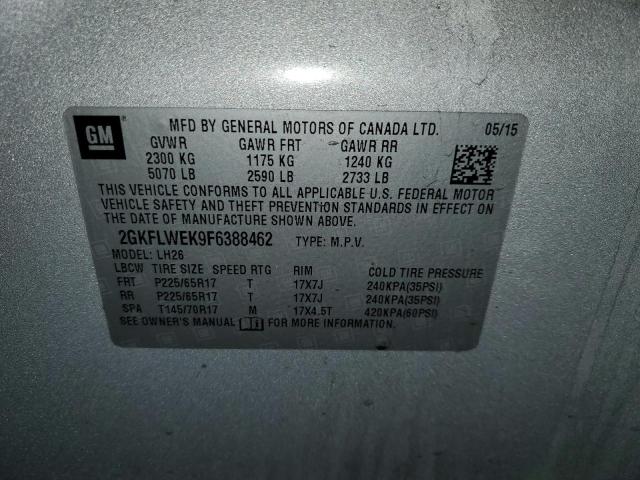 GM
MFD BY GENERAL MOTORS OF CANADA LTD. 05/15
GVWR GAWR FRT GAWR RR
2300 KG 1175 KG 1240 KG
5070 LB 2590 LB 2733 LB
THIS VEHICLE CONFORMS TO ALL APPLICABLE U.S. FEDERAL MOTOR
VEHICLE SAFETY AND THEFT PREVENTION STANDARDS IN EFFECT ON
THE DATE OF MANUFACTURE SHOWN ABOVE.
2GKFLWEK9F6388462 TYPE: M.P.V.
MODEL: LH26
LBCW TIRE SIZE SPEED RTG RIM COLD TIRE PRESSURE
FRT P225/65R17 T 17X7J 240KPA(35PSI)
RR P225/65R17 T 17X7J 240KPA(35PSI)
SPA T145/70R17 M 17X4.5T 420KPA(60PSI)
SEE OWNER'S MANUAL FOR MORE INFORMATION.